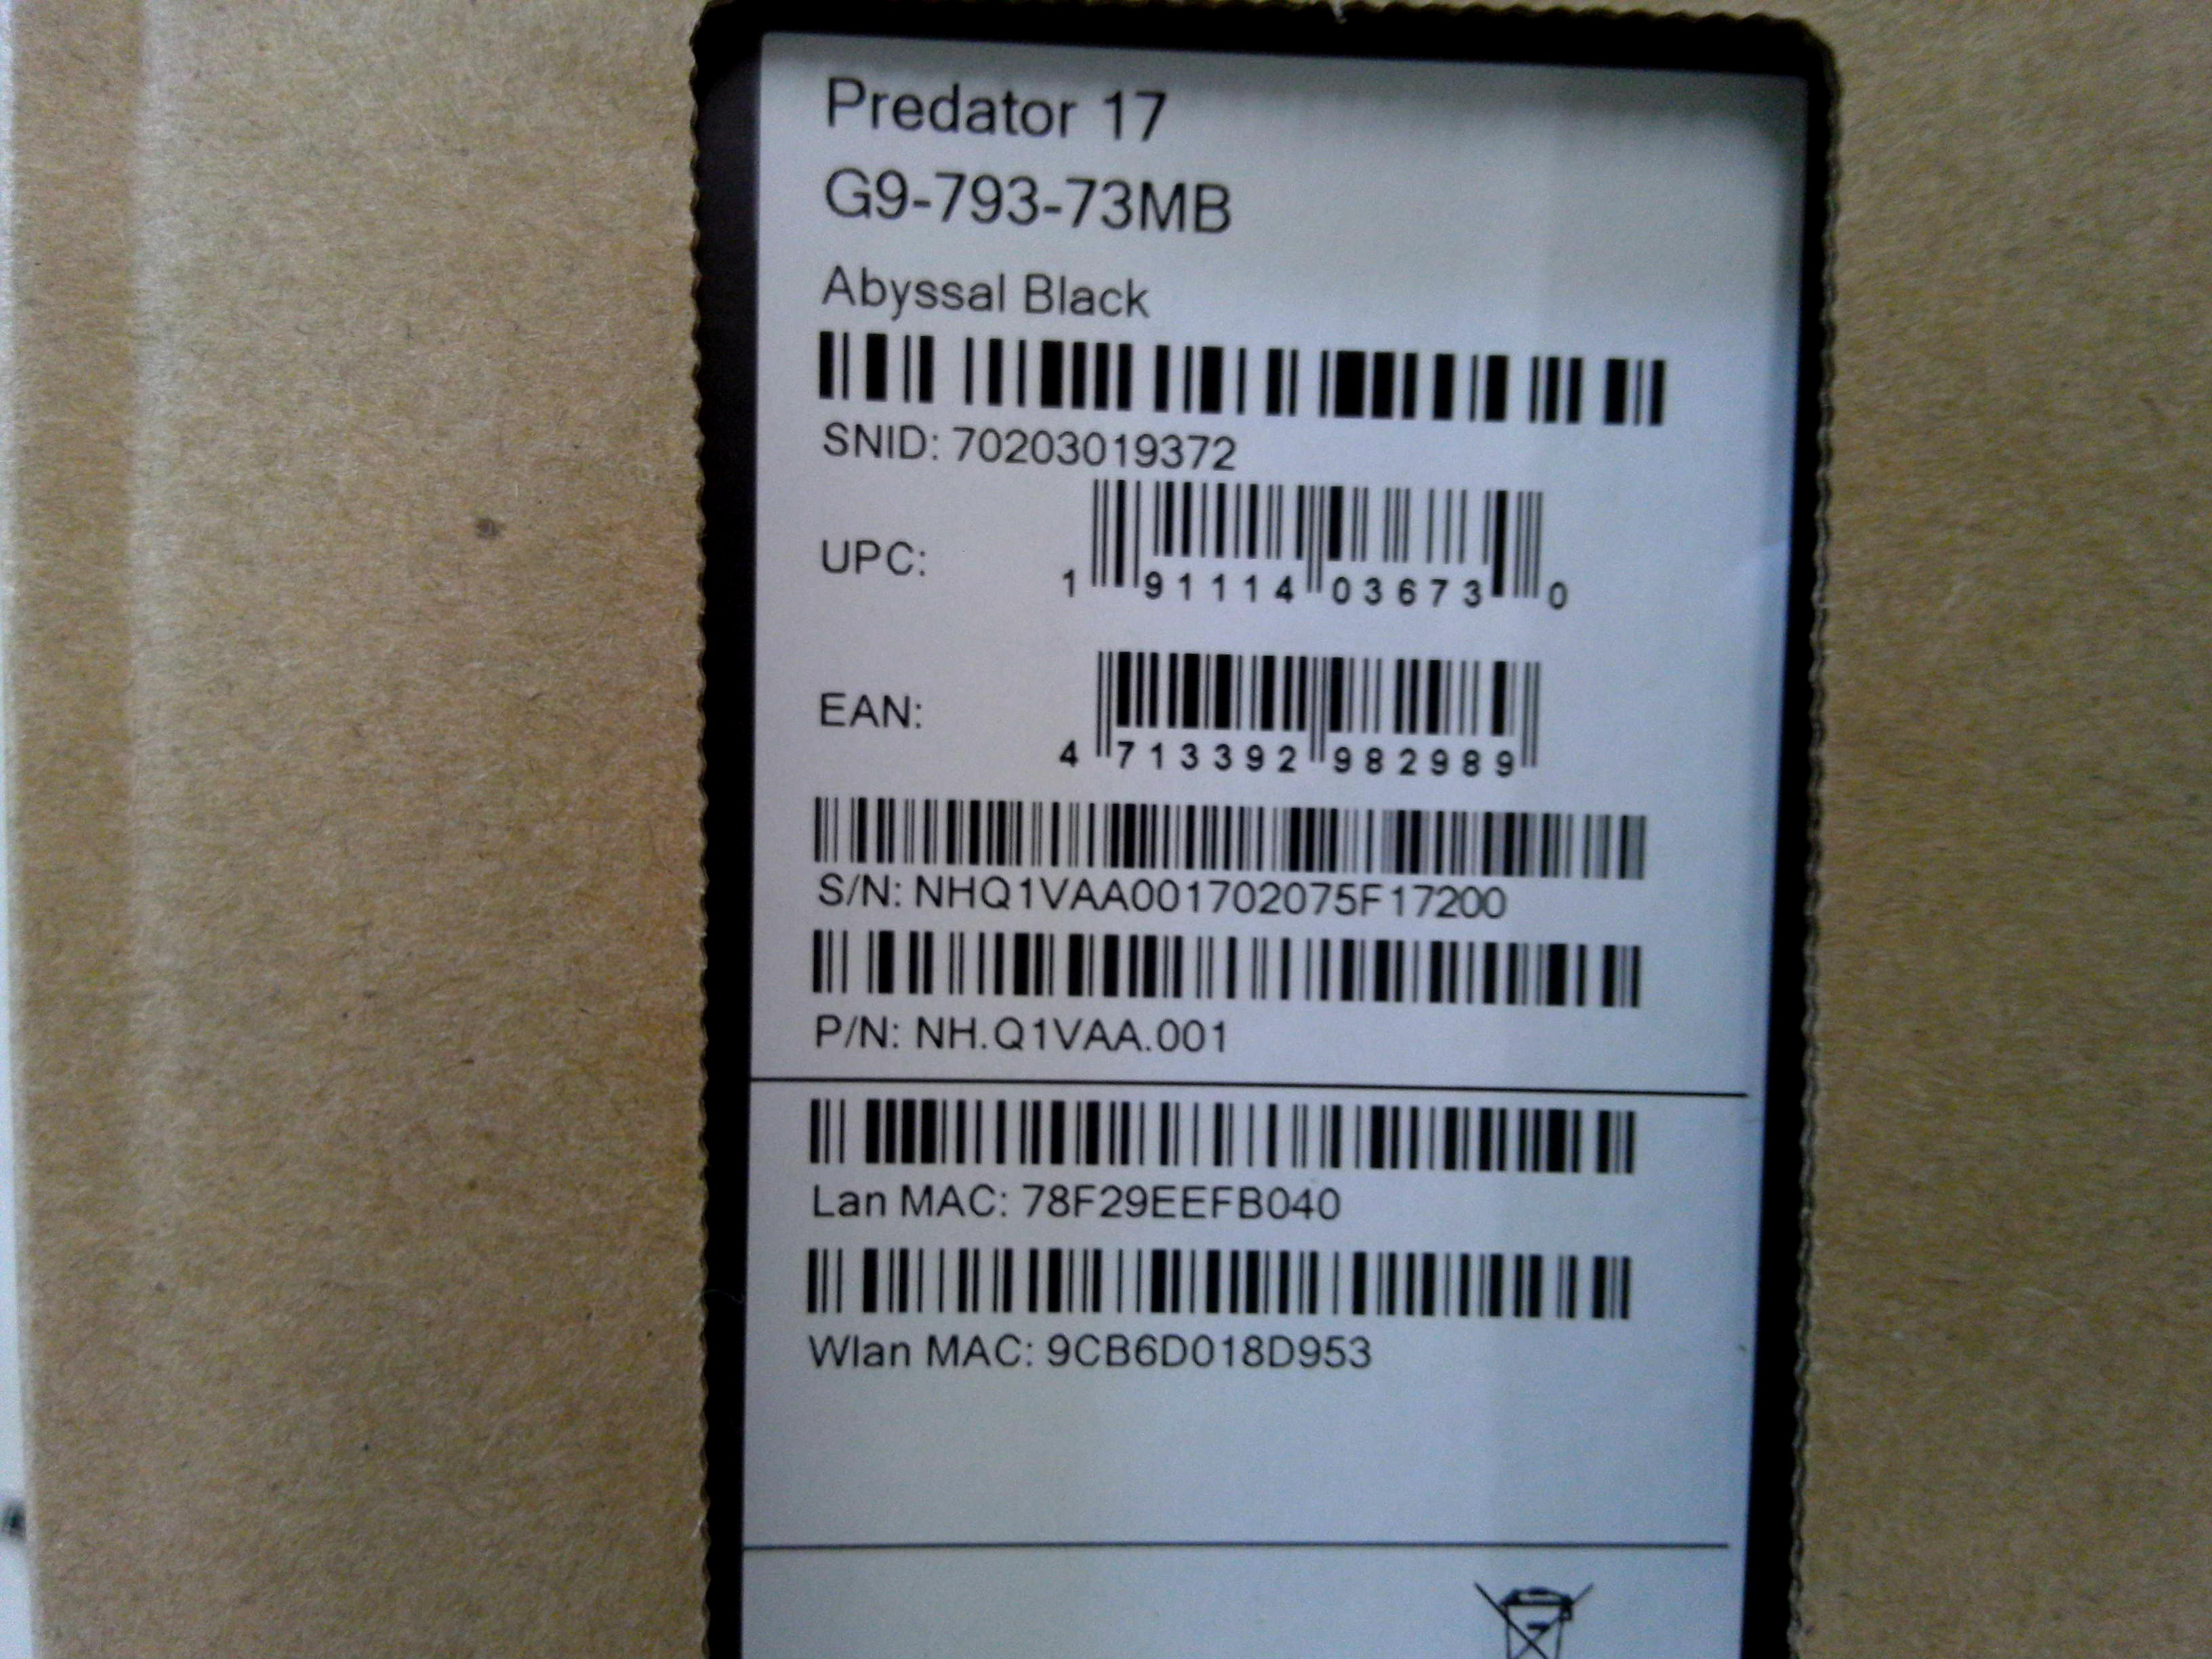 Predator 17
G9-793-73MB
Abyssal Black
SNID: 70203019372
UPC: 1 91114 03673 0
EAN: 4 713392 982989
S/N: NHQ1VAA001702075F17200
P/N: NH.Q1VAA.001
Lan MAC: 78F29EEFB040
Wlan MAC: 9CB6D018D953